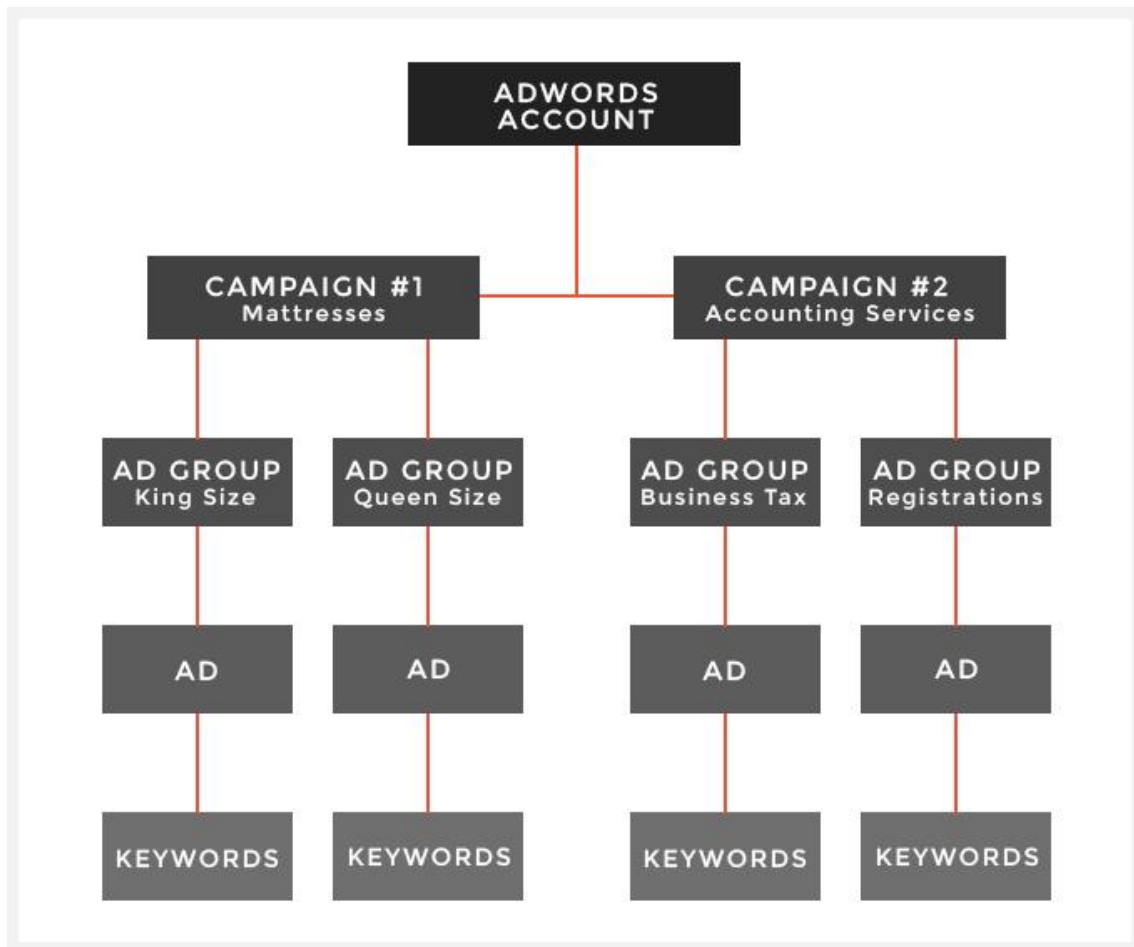 ADWORDS
ACCOUNT
CAMPAIGN #1
Mattresses
CAMPAIGN #2
Accounting Services
AD GROUP
King Size
AD GROUP
Queen Size
AD GROUP
Business Tax
AD GROUP
Registrations
AD
AD
AD
AD
KEYWORDS
KEYWORDS
KEYWORDS
KEYWORDS